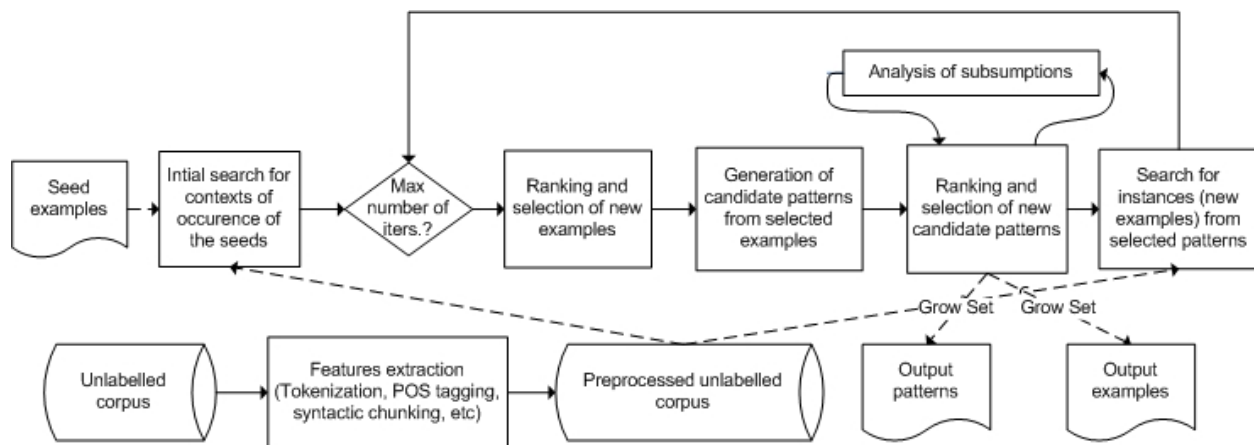 Analysis of subsumptions
Seed
examples
Intial search for
contexts of
occurence of
the seeds
Max
number of
iters.?
Ranking and
selection of new
examples
Generation of
candidate patterns
from selected
examples
Ranking and
selection of new
candidate patterns
Search for
instances (new
examples) from
selected patterns
Grow Set
Grow Set
Unlabelled
corpus
Features extraction
(Tokenization, POS tagging,
syntactic chunking, etc)
Preprocessed unlabelled
corpus
Output
patterns
Output
examples